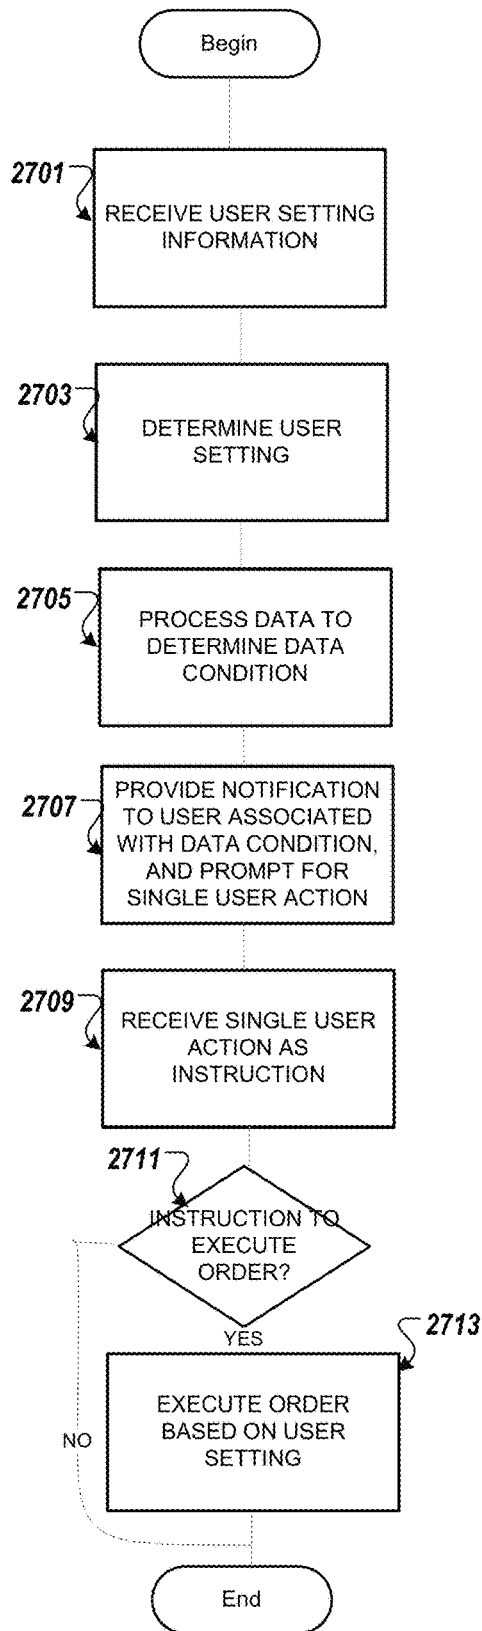 Begin
2701
RECEIVE USER SETTING
INFORMATION
2703
DETERMINE USER
SETTING
2705
PROCESS DATA TO
DETERMINE DATA
CONDITION
2707
PROVIDE NOTIFICATION
TO USER ASSOCIATED
WITH DATA CONDITION,
AND PROMPT FOR
SINGLE USER ACTION
2709
RECEIVE SINGLE USER
ACTION AS
INSTRUCTION
2711
INSTRUCTION TO
EXECUTE
ORDER?
YES
2713
EXECUTE ORDER
BASED ON USER
SETTING
NO
End